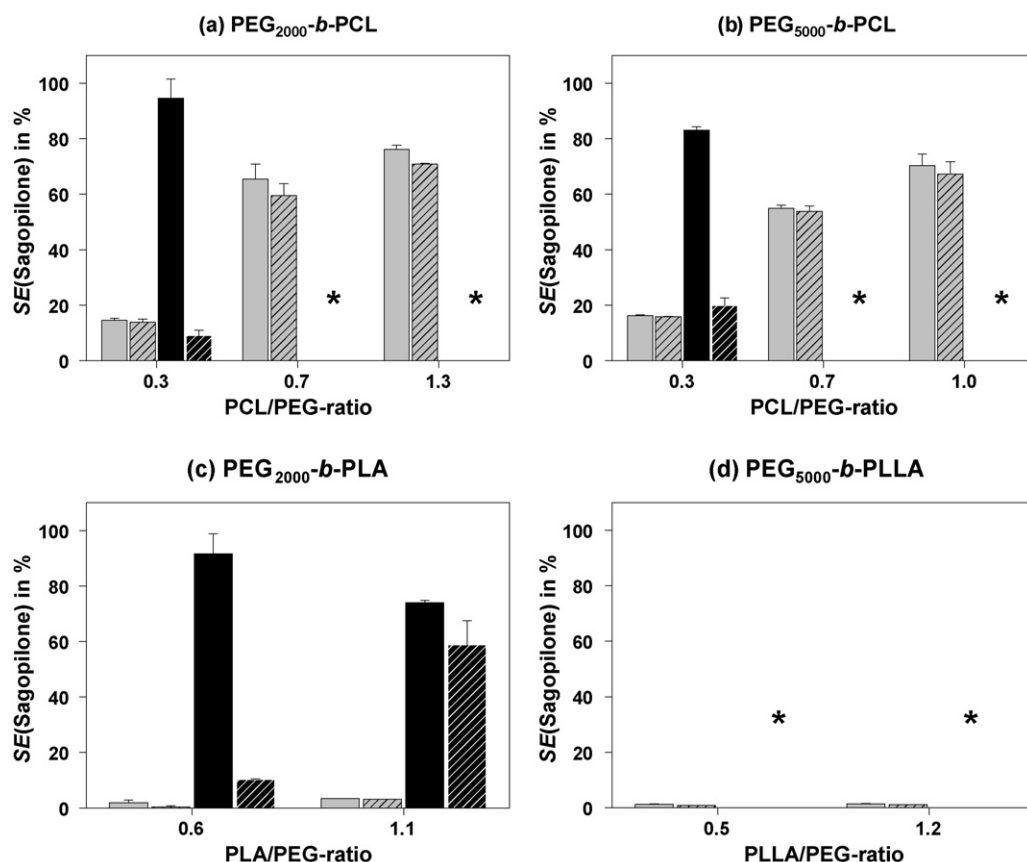 (a) PEG2000-b-PCL
SE(Sagopilone) in %
100
80
60
40
20
0
*
*
0.3 0.7 1.3
PCL/PEG-ratio
(b) PEG5000-b-PCL
SE(Sagopilone) in %
100
80
60
40
20
0
*
*
0.3 0.7 1.0
PCL/PEG-ratio
(c) PEG2000-b-PLA
SE(Sagopilone) in %
100
80
60
40
20
0
0.6 1.1
PLA/PEG-ratio
(d) PEG5000-b-PLLA
SE(Sagopilone) in %
100
80
60
40
20
0
*
*
0.5 1.2
PLLA/PEG-ratio